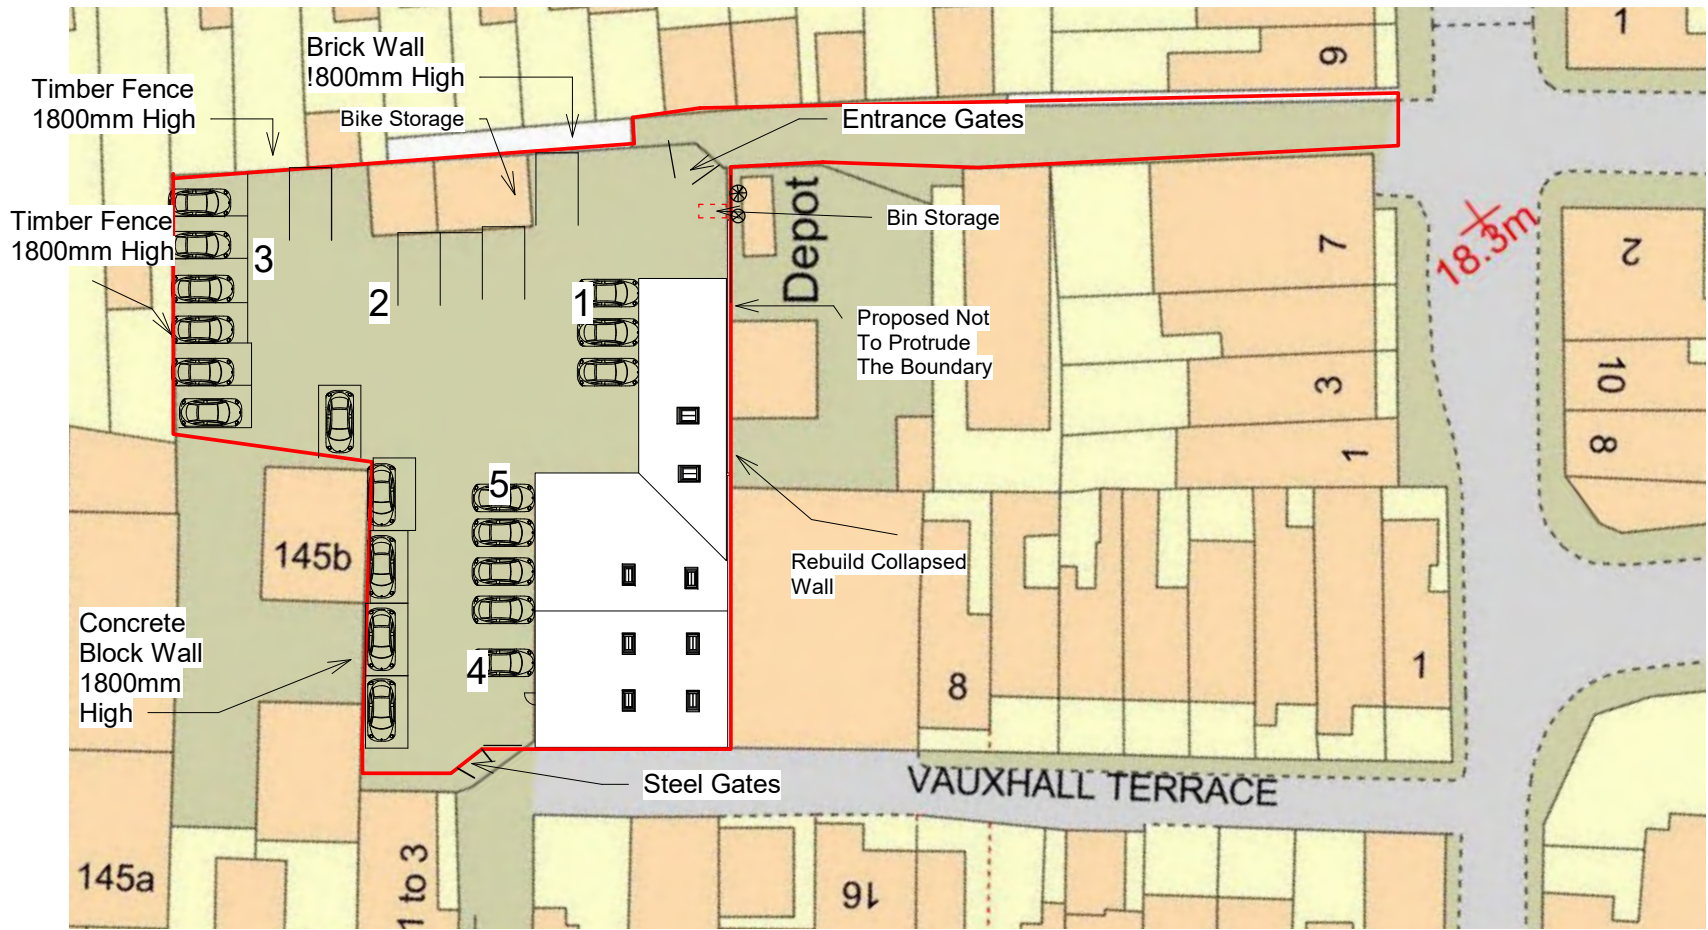 Brick Wall
!800mm High
Timber Fence
1800mm High
Bike Storage
Entrance Gates
Timber Fence
1800mm High
Bin Storage
Depot
3
2
1
Proposed Not
To Protrude
The Boundary
9
1
7
3
1
18.3m
2
10
8
5
145b
Rebuild Collapsed
Wall
Concrete
Block Wall
1800mm
High
4
8
1
Steel Gates
VAUXHALL TERRACE
145a
1 to 3
16